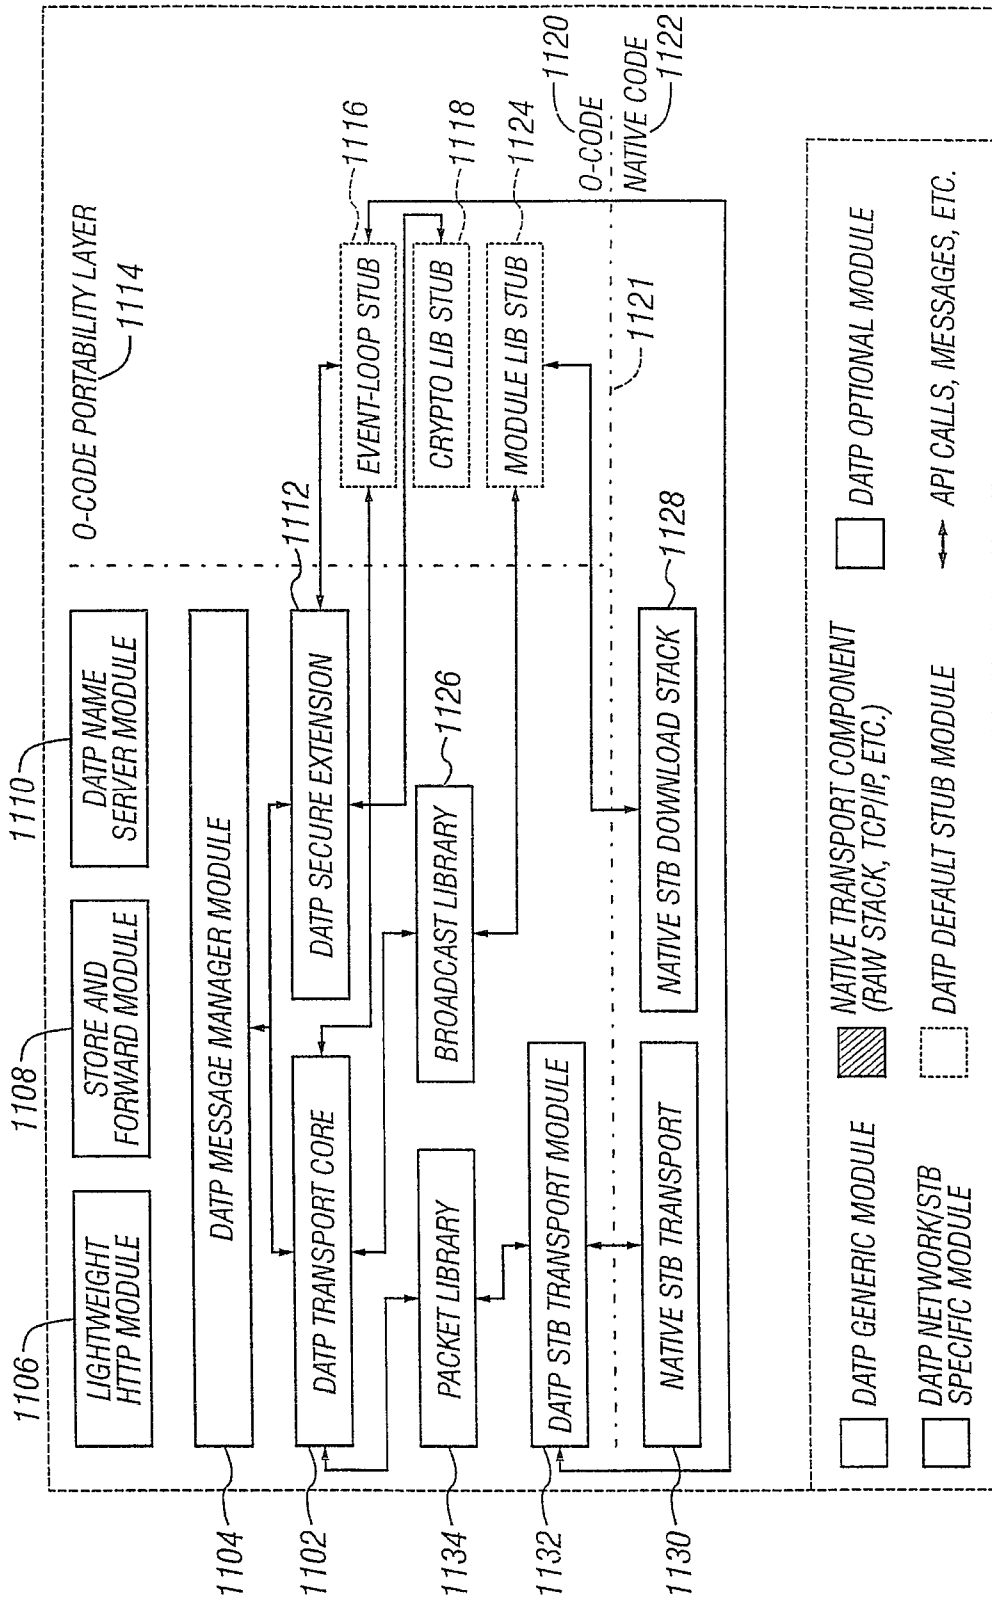 1106
LIGHTWEIGHT
HTTP MODULE
1108
STORE AND
FORWARD MODULE
1110
DATP NAME
SERVER MODULE
O-CODE PORTABILITY LAYER
1114
1104
DATP MESSAGE MANAGER MODULE
1102
DATP TRANSPORT CORE
DATP SECURE EXTENSION
1112
EVENT-LOOP STUB
1116
1134
PACKET LIBRARY
BROADCAST LIBRARY
1126
CRYPTO LIB STUB
1118
MODULE LIB STUB
1124
1132
DATP STB TRANSPORT MODULE
O-CODE
1120
1121
NATIVE CODE
1122
1130
NATIVE STB TRANSPORT
NATIVE STB DOWNLOAD STACK
1128
DATP GENERIC MODULE
NATIVE TRANSPORT COMPONENT
(RAW STACK, TCP/IP, ETC.)
DATP OPTIONAL MODULE
DATP NETWORK/STB
SPECIFIC MODULE
DATP DEFAULT STUB MODULE
API CALLS, MESSAGES, ETC.